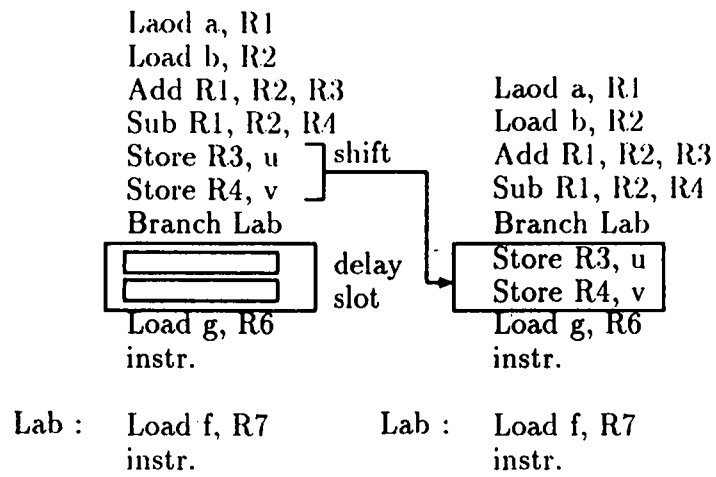 Laod a, R1
Load b, R2
Add R1, R2, R3
Sub R1, R2, R4
Store R3, u
shift
Store R4, v
Branch Lab
delay
slot
Load g, R6
instr.
Lab : Load f, R7
instr.
Laod a, R1
Load b, R2
Add R1, R2, R3
Sub R1, R2, R4
Branch Lab
Store R3, u
Store R4, v
Load g, R6
instr.
Lab : Load f, R7
instr.